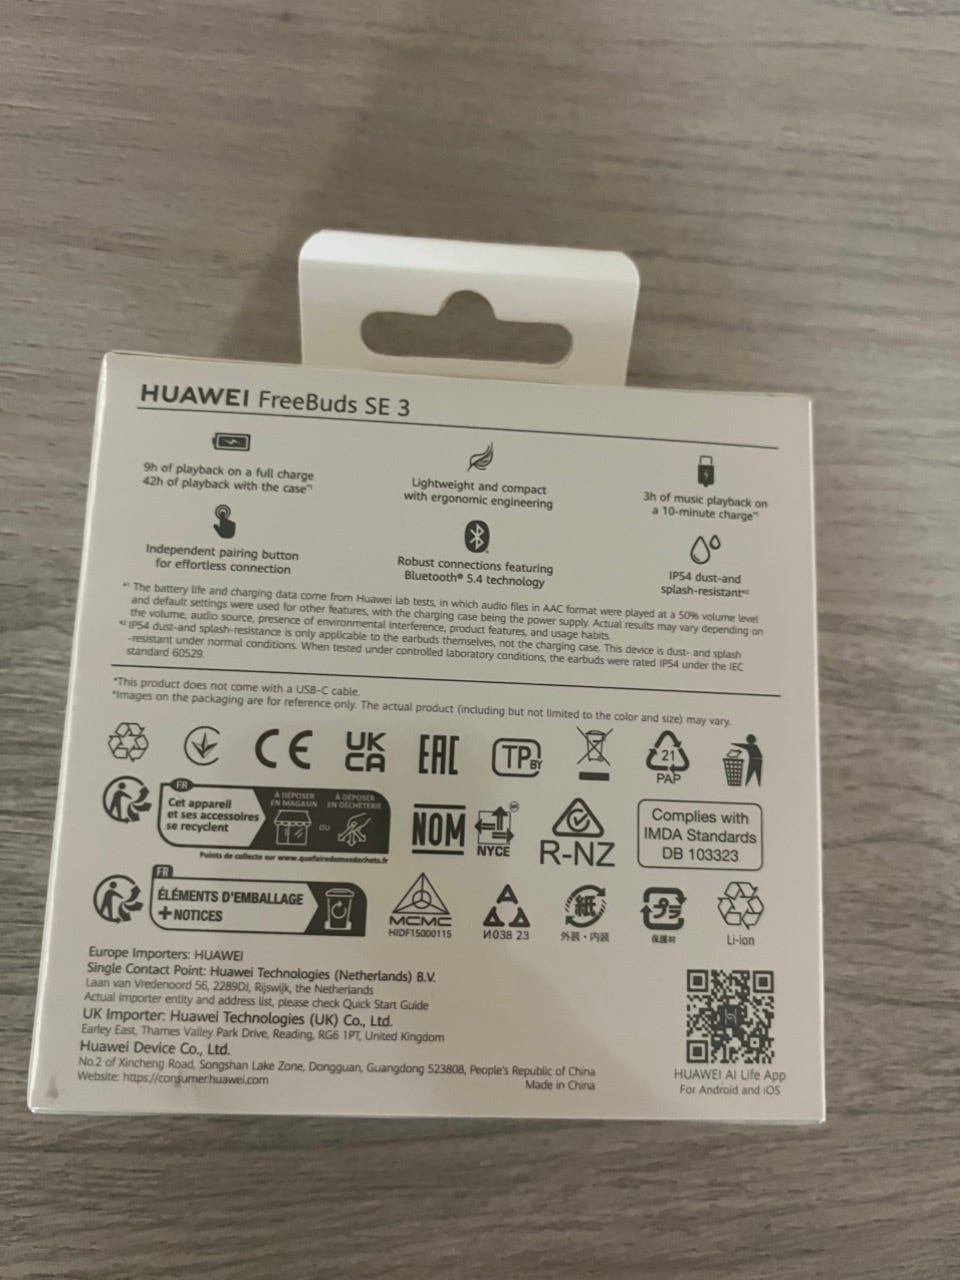 HUAWEI FreeBuds SE 3
9h of playback on a full charge
42h of playback with the case*1
Lightweight and compact
with ergonomic engineering
3h of music playback on
a 10-minute charge*1
Independent pairing button
for effortless connection
Robust connections featuring
Bluetooth® 5.4 technology
IP54 dust-and
splash-resistant*2
*1 The battery life and charging data come from Huawei lab tests, in which audio files in AAC format were played at a 50% volume level
and default settings were used for other features, with the charging case being the power supply. Actual results may vary depending on
the volume, audio source, presence of environmental interference, product features, and usage habits.
*2 IP54 dust-and splash-resistance is only applicable to the earbuds themselves, not the charging case. This device is dust- and splash
-resistant under normal conditions. When tested under controlled laboratory conditions, the earbuds were rated IP54 under the IEC
standard 60529.
*This product does not come with a USB-C cable.
*Images on the packaging are for reference only. The actual product (including but not limited to the color and size) may vary.
CE
UK
CA
EAC
TP BY
21
PAP
FR
Cet appareil
et ses accessoires
se recyclent
À DÉPOSER
EN MAGASIN
OU
À DÉPOSER
EN DÉCHÈTERIE
Points de collecte sur www.quefairedemesdechets.fr
NOM
NYCE
R-NZ
Complies with
IMDA Standards
DB 103323
FR
ÉLÉMENTS D'EMBALLAGE
+NOTICES
MCMC
HIDF15000115
И038 23
紙
外装・内装
プラ
保護材
Li-ion
Europe Importers: HUAWEI
Single Contact Point: Huawei Technologies (Netherlands) B.V.
Laan van Vredenoord 56, 2289DJ, Rijswijk, the Netherlands
Actual importer entity and address list, please check Quick Start Guide
UK Importer: Huawei Technologies (UK) Co., Ltd.
Earley East, Thames Valley Park Drive, Reading, RG6 1PT, United Kingdom
Huawei Device Co., Ltd.
No.2 of Xincheng Road, Songshan Lake Zone, Dongguan, Guangdong 523808, People's Republic of China
Website: https://consumer.huawei.com
Made in China
HUAWEI AI Life App
For Android and iOS